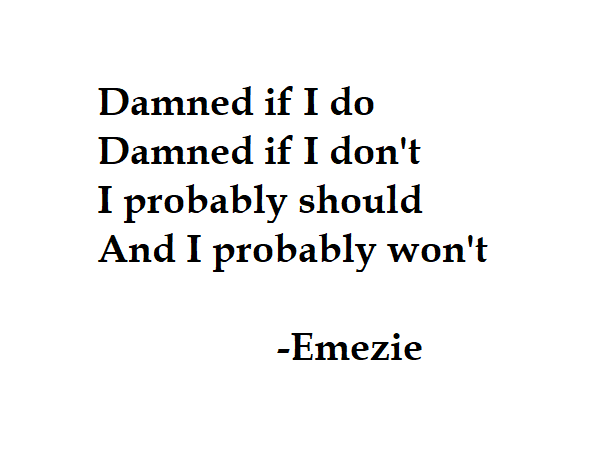 Damned if I do
Damned if I don't
I probably should
And I probably won't
-Emezie